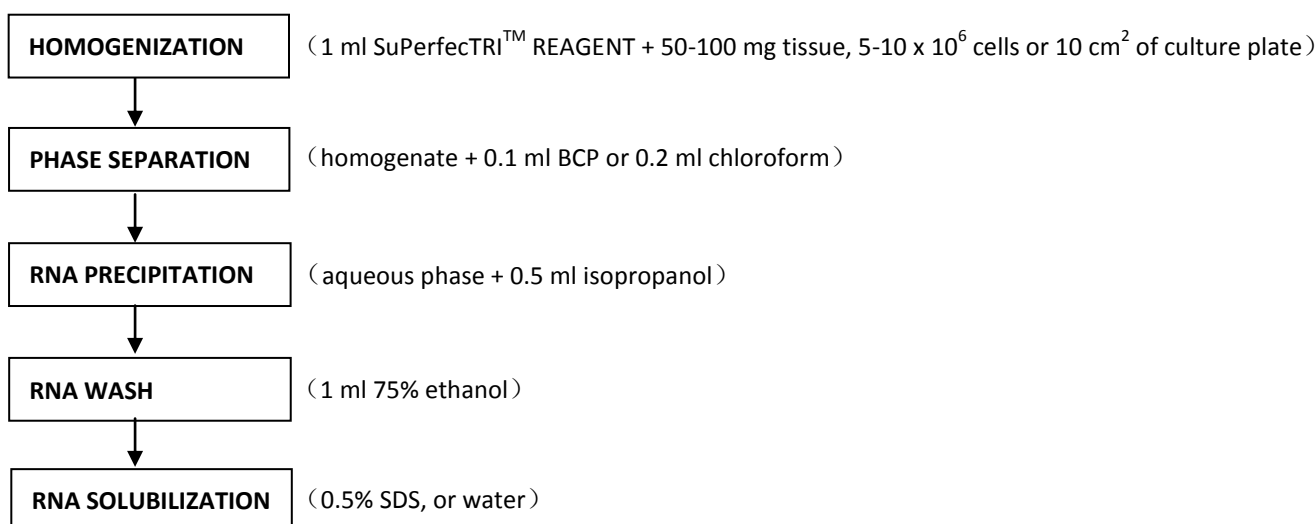 HOMOGENIZATION （1 ml SuPerfecTRI™ REAGENT + 50-100 mg tissue, 5-10 x 10⁶ cells or 10 cm² of culture plate）
PHASE SEPARATION （homogenate + 0.1 ml BCP or 0.2 ml chloroform）
RNA PRECIPITATION （aqueous phase + 0.5 ml isopropanol）
RNA WASH （1 ml 75% ethanol）
RNA SOLUBILIZATION （0.5% SDS, or water）